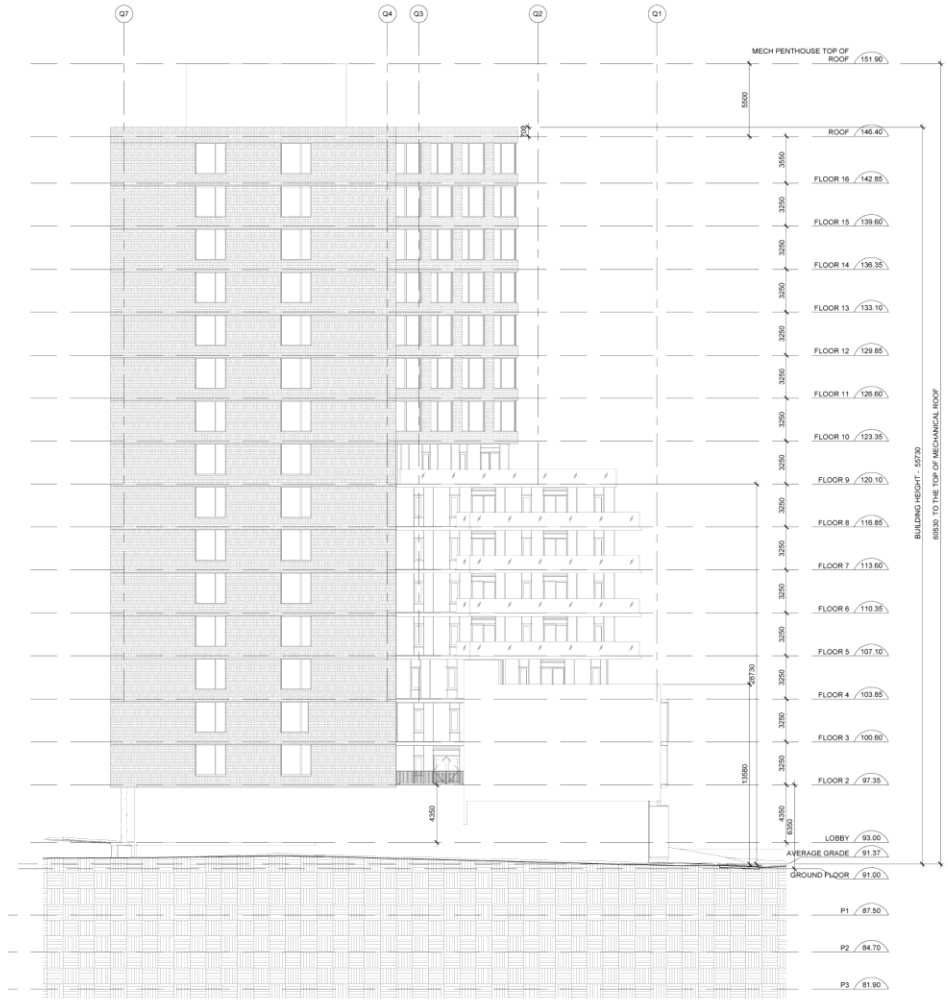 Q7
Q4
Q3
Q2
Q1
MECH PENTHOUSE TOP OF
ROOF 151.90
5500
700
ROOF 146.40
3550
FLOOR 16 142.85
3250
FLOOR 15 139.60
3250
FLOOR 14 136.35
3250
FLOOR 13 133.10
3250
FLOOR 12 129.85
3250
FLOOR 11 126.60
3250
FLOOR 10 123.35
3250
FLOOR 9 120.10
3250
FLOOR 8 116.85
3250
FLOOR 7 113.60
3250
FLOOR 6 110.35
3250
FLOOR 5 107.10
3250
28730
FLOOR 4 103.85
3250
FLOOR 3 100.60
3250
13580
FLOOR 2 97.35
4350
4350
6350
LOBBY 93.00
AVERAGE GRADE 91.37
GROUND FLOOR 91.00
P1 87.50
P2 84.70
P3 81.90
BUILDING HEIGHT - 55730
60530 TO THE TOP OF MECHANICAL ROOF